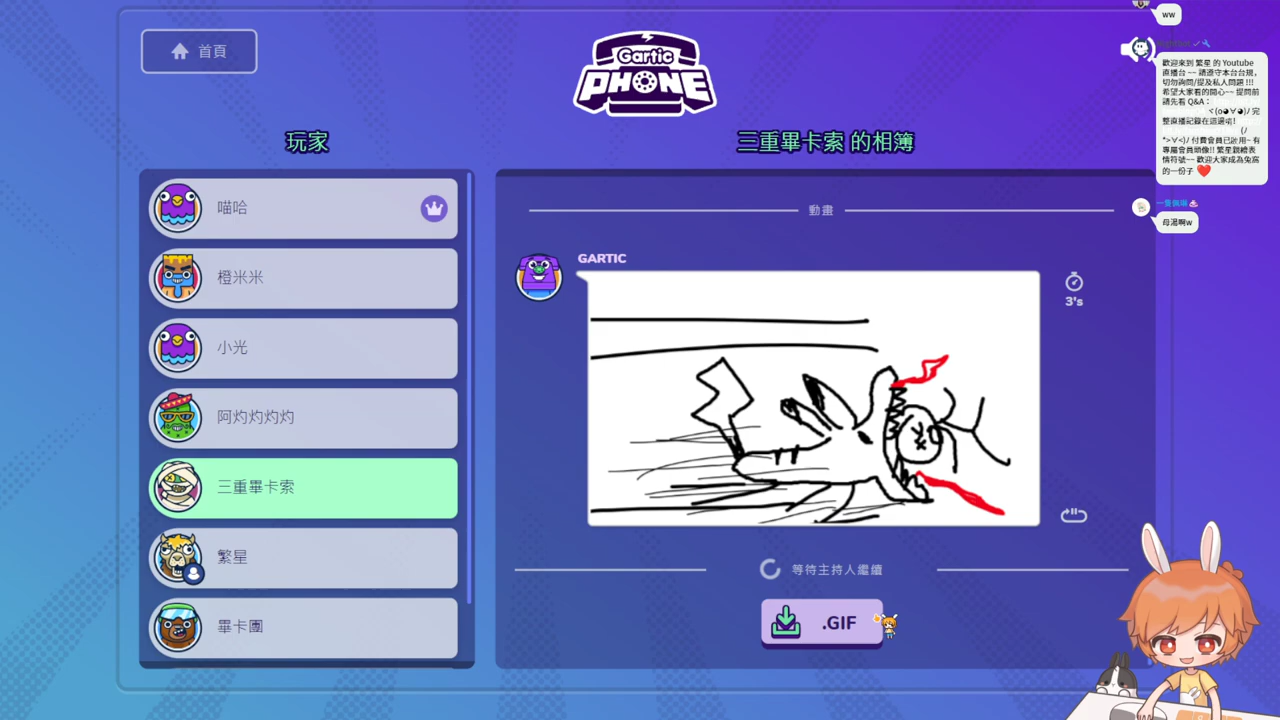 首頁
Gartic
PHONE
玩家
喵哈
橙米米
小光
阿灼灼灼灼
三重畢卡索
繁星
畢卡團
三重畢卡索 的相簿
動畫
GARTIC
3's
等待主持人繼續
.GIF
ww
歡迎來到 繁星 的 Youtube
直播台 ~~ 請遵守本台台規,
切勿詢問/提及私人問題 !!!
希望大家看的開心~~ 提問前
請先看 Q&A：
ヾ(o◕∀◕)ﾉ 完
整直播記錄在這邊唷!
(/
*>∀<)/ 付費會員已啟用~ 有
專屬會員頭像!! 繁星親繪表
情符號~~ 歡迎大家成為兔窩
的一份子 ❤️
母湯啊w